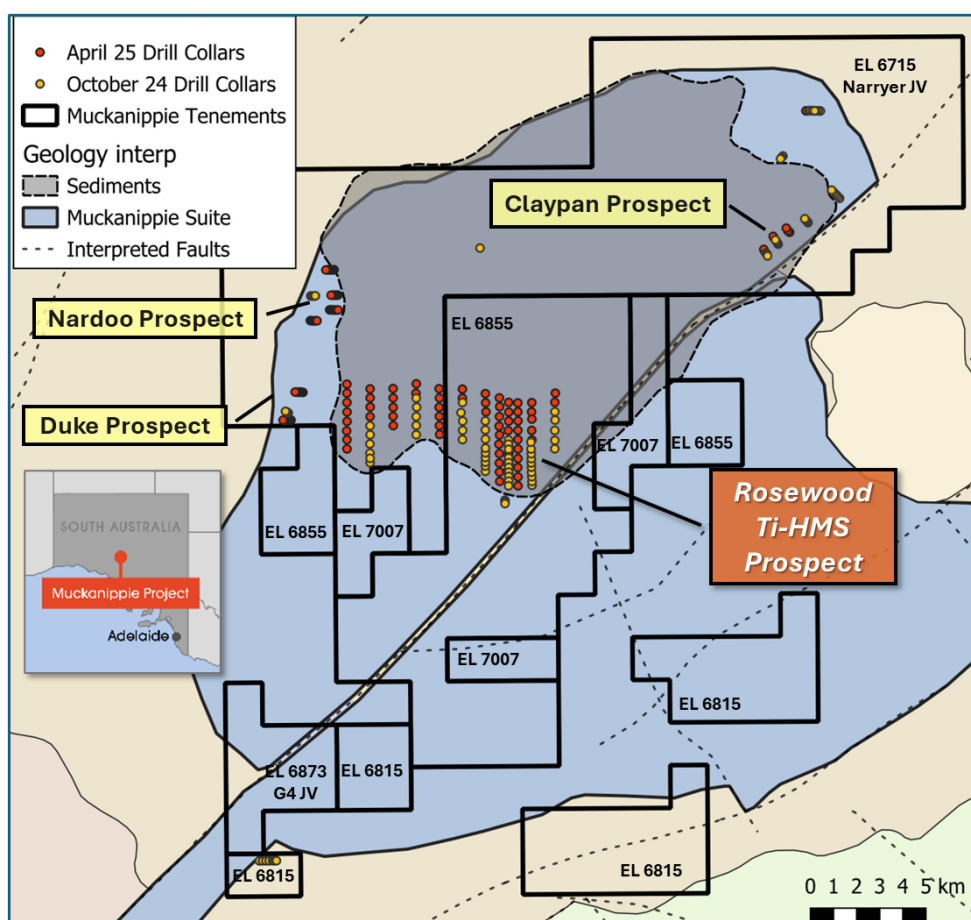 April 25 Drill Collars
October 24 Drill Collars
Muckanippie Tenements
Geology interp
Sediments
Muckanippie Suite
Interpreted Faults
EL 6715
Narryer JV
Claypan Prospect
Nardoo Prospect
EL 6855
Duke Prospect
EL 7007
EL 6855
Rosewood
Ti-HMS
Prospect
EL 6855
EL 7007
SOUTH AUSTRALIA
Muckanippie Project
Adelaide
EL 7007
EL 6815
EL 6873
G4 JV
EL 6815
EL 6815
EL 6815
0 1 2 3 4 5 km